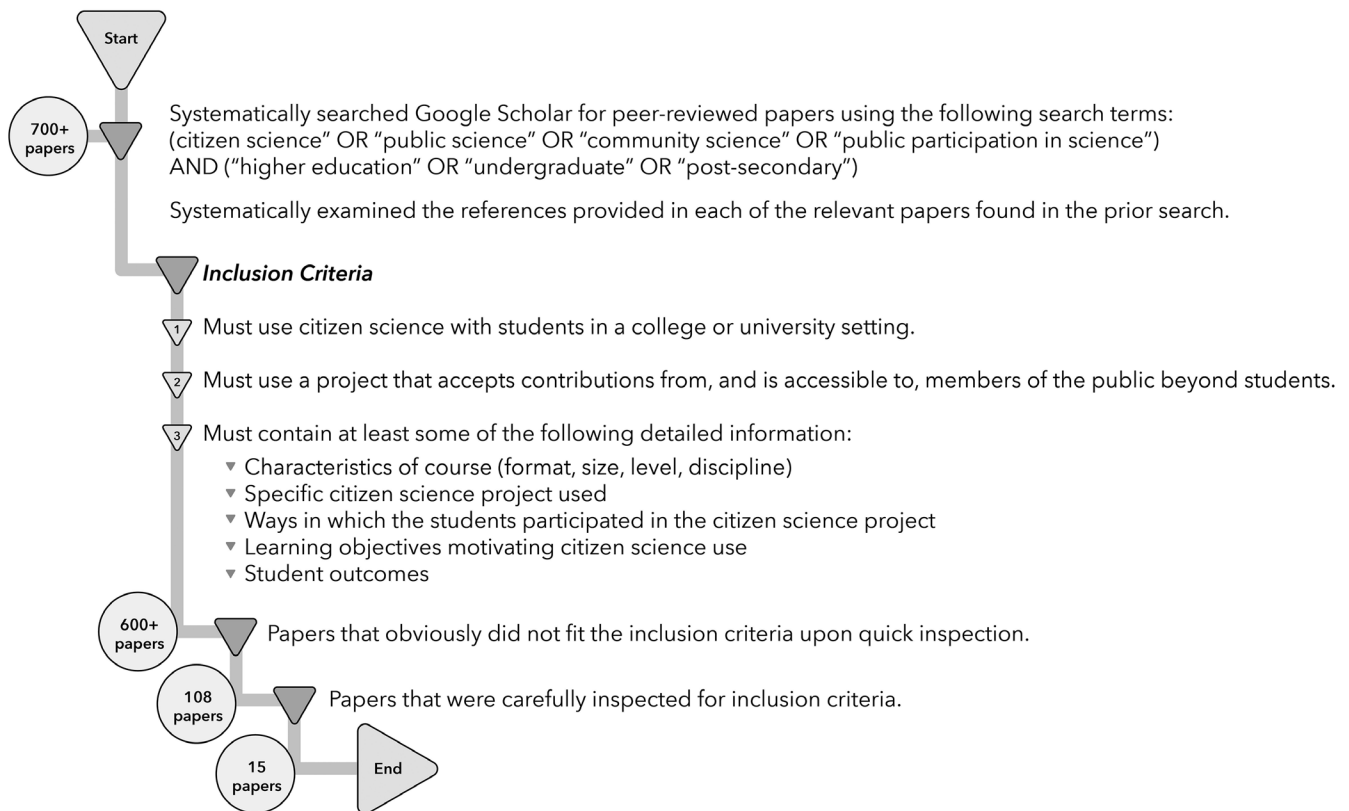 Start
700+
papers
Systematically searched Google Scholar for peer-reviewed papers using the following search terms:
(citizen science” OR “public science” OR “community science” OR “public participation in science”)
AND (“higher education” OR “undergraduate” OR “post-secondary”)
Systematically examined the references provided in each of the relevant papers found in the prior search.
Inclusion Criteria
1 Must use citizen science with students in a college or university setting.
2 Must use a project that accepts contributions from, and is accessible to, members of the public beyond students.
3 Must contain at least some of the following detailed information:
Characteristics of course (format, size, level, discipline)
Specific citizen science project used
Ways in which the students participated in the citizen science project
Learning objectives motivating citizen science use
Student outcomes
600+
papers
Papers that obviously did not fit the inclusion criteria upon quick inspection.
108
papers
Papers that were carefully inspected for inclusion criteria.
15
papers
End